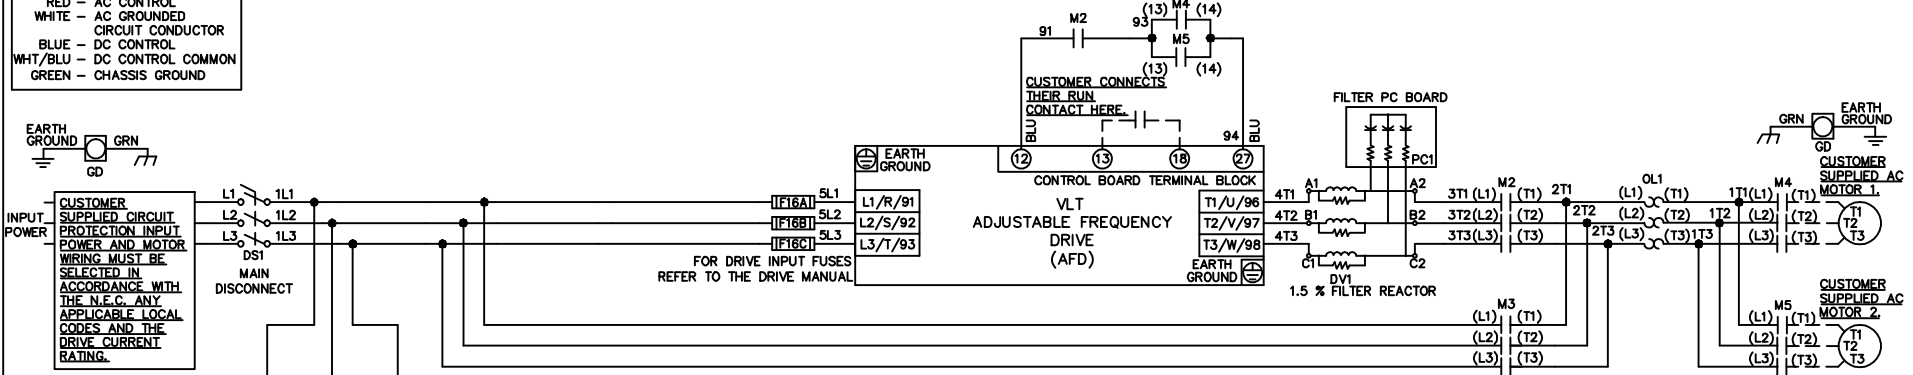 RED – AC CONTROL
WHITE – AC GROUNDED
CIRCUIT CONDUCTOR
BLUE – DC CONTROL
WHT/BLU – DC CONTROL COMMON
GREEN – CHASSIS GROUND
EARTH
GROUND
GRN
GD
INPUT
POWER
CUSTOMER
SUPPLIED CIRCUIT
PROTECTION INPUT
POWER AND MOTOR
WIRING MUST BE
SELECTED IN
ACCORDANCE WITH
THE N.E.C. ANY
APPLICABLE LOCAL
CODES AND THE
DRIVE CURRENT
RATING.
L1 1L1
L2 1L2
L3 1L3
DS1
MAIN
DISCONNECT
F16A 5L1
F16B 5L2
F16C 5L3
FOR DRIVE INPUT FUSES
REFER TO THE DRIVE MANUAL
91 M2 93
(13) M4 (14)
M5
(13) (14)
CUSTOMER CONNECTS
THEIR RUN
CONTACT HERE.
BLU
94 BLU
12 13 18 27
EARTH
GROUND
CONTROL BOARD TERMINAL BLOCK
L1/R/91
L2/S/92
L3/T/93
VLT
ADJUSTABLE FREQUENCY
DRIVE
(AFD)
T1/U/96
T2/V/97
T3/W/98
EARTH
GROUND
4T1 A1 A2
4T2 B1 B2
4T3 C1 C2
DV1
1.5 % FILTER REACTOR
FILTER PC BOARD
PC1
M2
3T1 (L1) (T1) 2T1
3T2 (L2) (T2) 2T2
3T3 (L3) (T3) 2T3
M3
(L1) (T1)
(L2) (T2)
(L3) (T3)
OL1
(L1) (T1) 1T1
(L2) (T2) 1T2
(L3) (T3) 1T3
GRN
GD
EARTH
GROUND
CUSTOMER
SUPPLIED AC
MOTOR 1.
M4
(L1) (T1)
(L2) (T2)
(L3) (T3)
T1
T2
T3
CUSTOMER
SUPPLIED AC
MOTOR 2.
M5
(L1) (T1)
(L2) (T2)
(L3) (T3)
T1
T2
T3